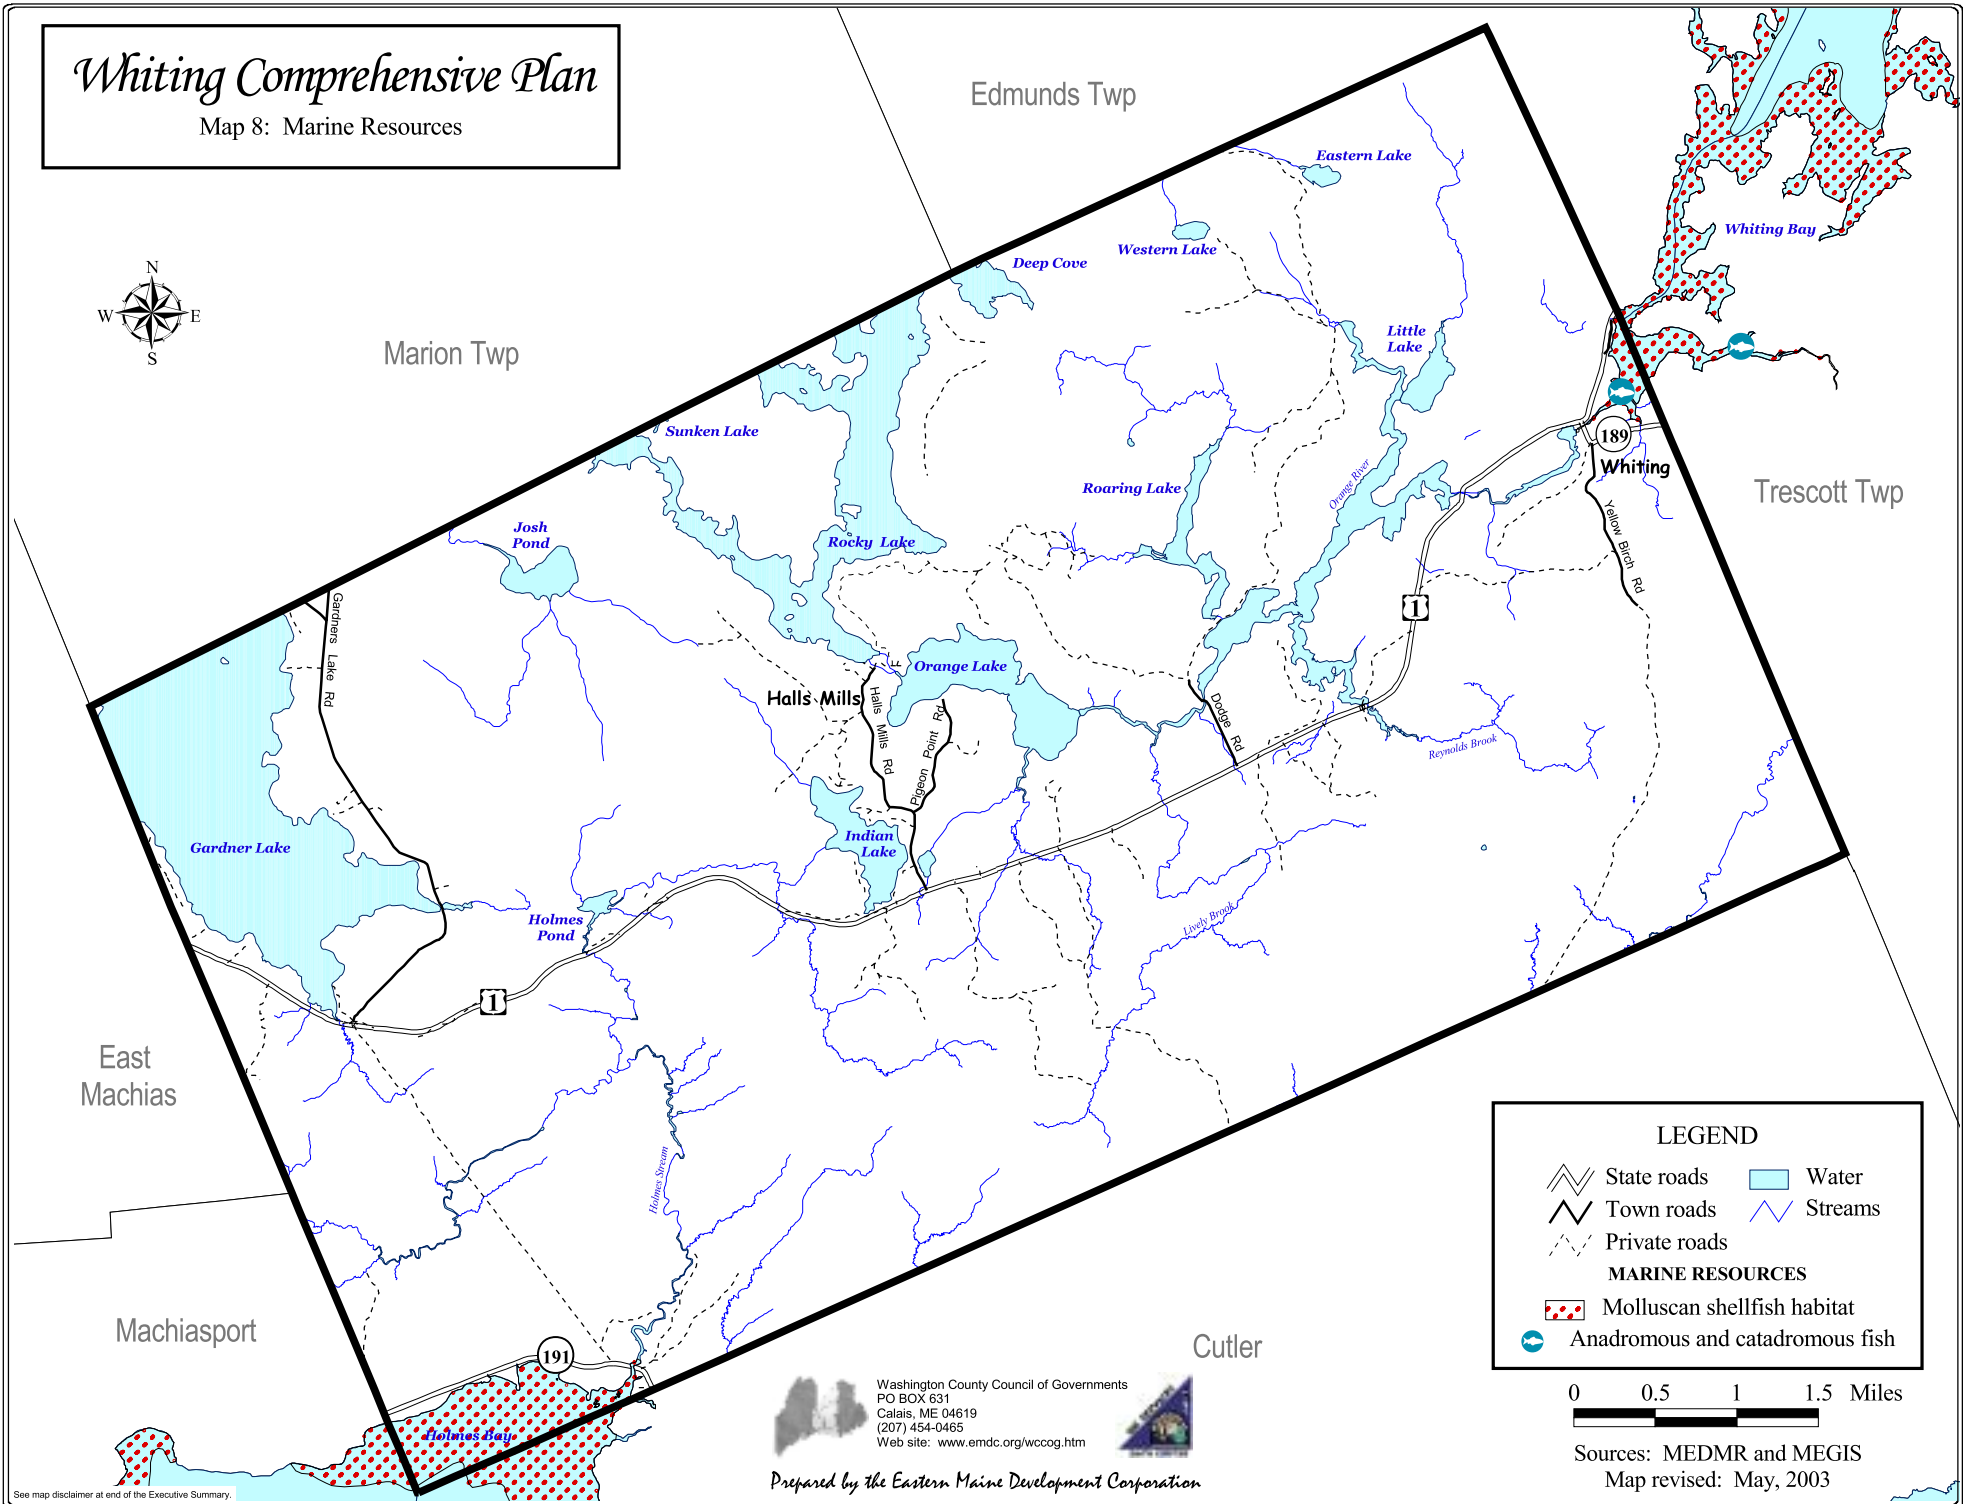 Whiting Comprehensive Plan
Map 8: Marine Resources
Edmunds Twp
Eastern Lake
Whiting Bay
Western Lake
Deep Cove
N
W E
S
Marion Twp
Little
Lake
Sunken Lake
189
Whiting
Roaring Lake
Orange River
Trescott Twp
Josh
Pond
Rocky Lake
Yellow Birch Rd
Gardners Lake Rd
1
Orange Lake
Halls Mills
Halls Mills Rd
Pigeon Point Rd
Dodge Rd
Reynolds Brook
Gardner Lake
Indian
Lake
Holmes
Pond
Lively Brook
1
East
Machias
Holmes Stream
Machiasport
191
Holmes Bay
Cutler
LEGEND
State roads
Water
Town roads
Streams
Private roads
MARINE RESOURCES
Molluscan shellfish habitat
Anadromous and catadromous fish
0 0.5 1 1.5 Miles
Sources: MEDMR and MEGIS
Map revised: May, 2003
Washington County Council of Governments
PO BOX 631
Calais, ME 04619
(207) 454-0465
Web site: www.emdc.org/wccog.htm
Prepared by the Eastern Maine Development Corporation
See map disclaimer at end of the Executive Summary.